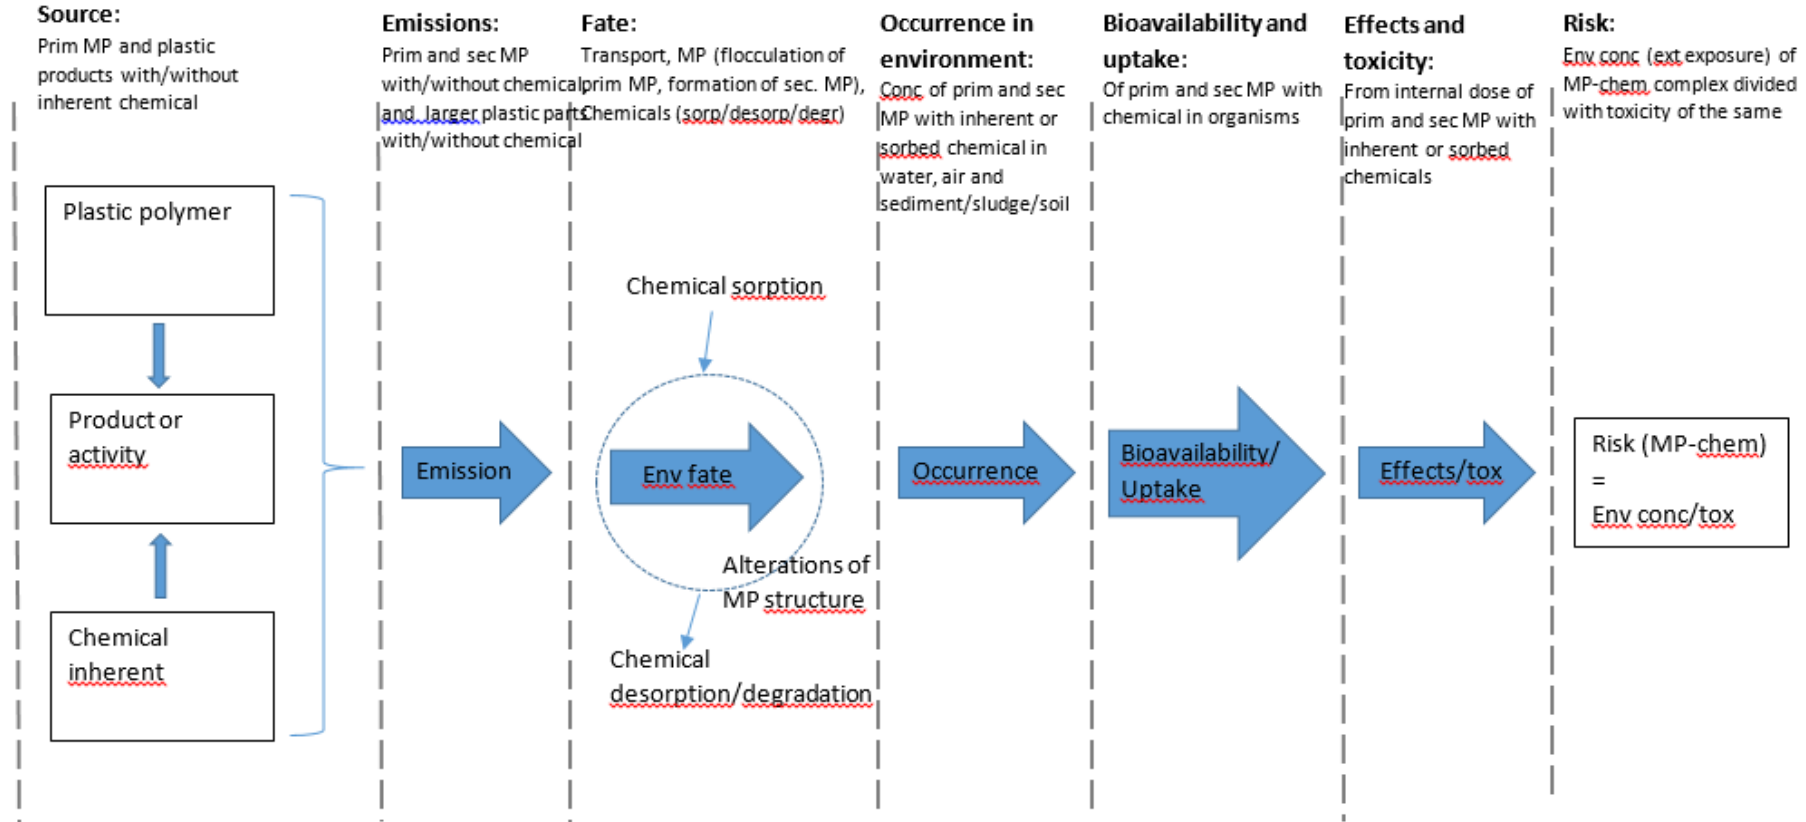 Source:
Prim MP and plastic
products with/without
inherent chemical
Emissions:
Prim and sec MP
with/without chemical,
and larger plastic parts
with/without chemical
Fate:
Transport, MP (flocculation of
prim MP, formation of sec. MP),
Chemicals (sorp/desorp/degr)
Occurrence in
environment:
Conc of prim and sec
MP with inherent or
sorbed chemical in
water, air and
sediment/sludge/soil
Bioavailability and
uptake:
Of prim and sec MP with
chemical in organisms
Effects and
toxicity:
From internal dose of
prim and sec MP with
inherent or sorbed
chemicals
Risk:
Env conc (ext exposure) of
MP-chem complex divided
with toxicity of the same
Plastic polymer
Product or
activity
Chemical
inherent
Emission
Chemical sorption
Env fate
Alterations of
MP structure
Chemical
desorption/degradation
Occurrence
Bioavailability/
Uptake
Effects/tox
Risk (MP-chem)
=
Env conc/tox